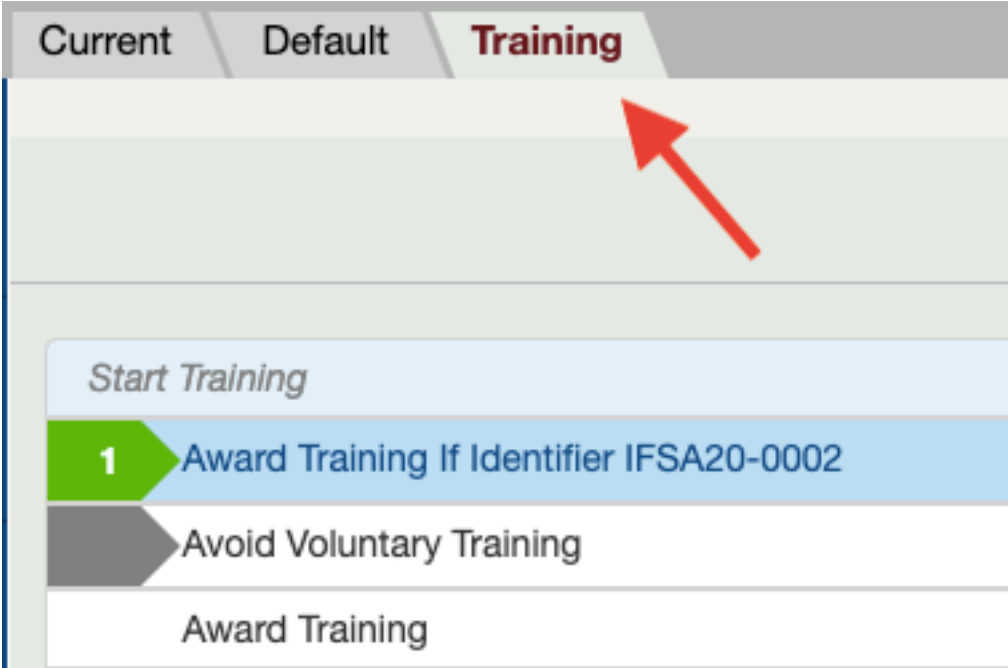 Current Default Training
Start Training
1 Award Training If Identifier IFSA20-0002
Avoid Voluntary Training
Award Training